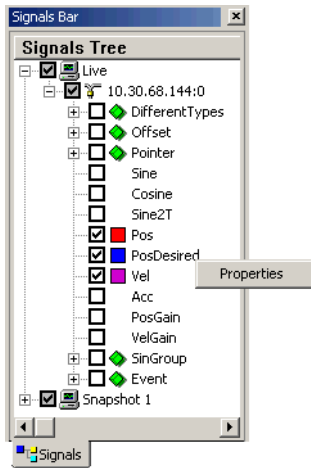 Signals Bar
Signals Tree
Live
10.30.68.144:0
DifferentTypes
Offset
Pointer
Sine
Cosine
Sine2T
Pos
PosDesired
Vel
Properties
Acc
PosGain
VelGain
SinGroup
Event
Snapshot 1
Signals